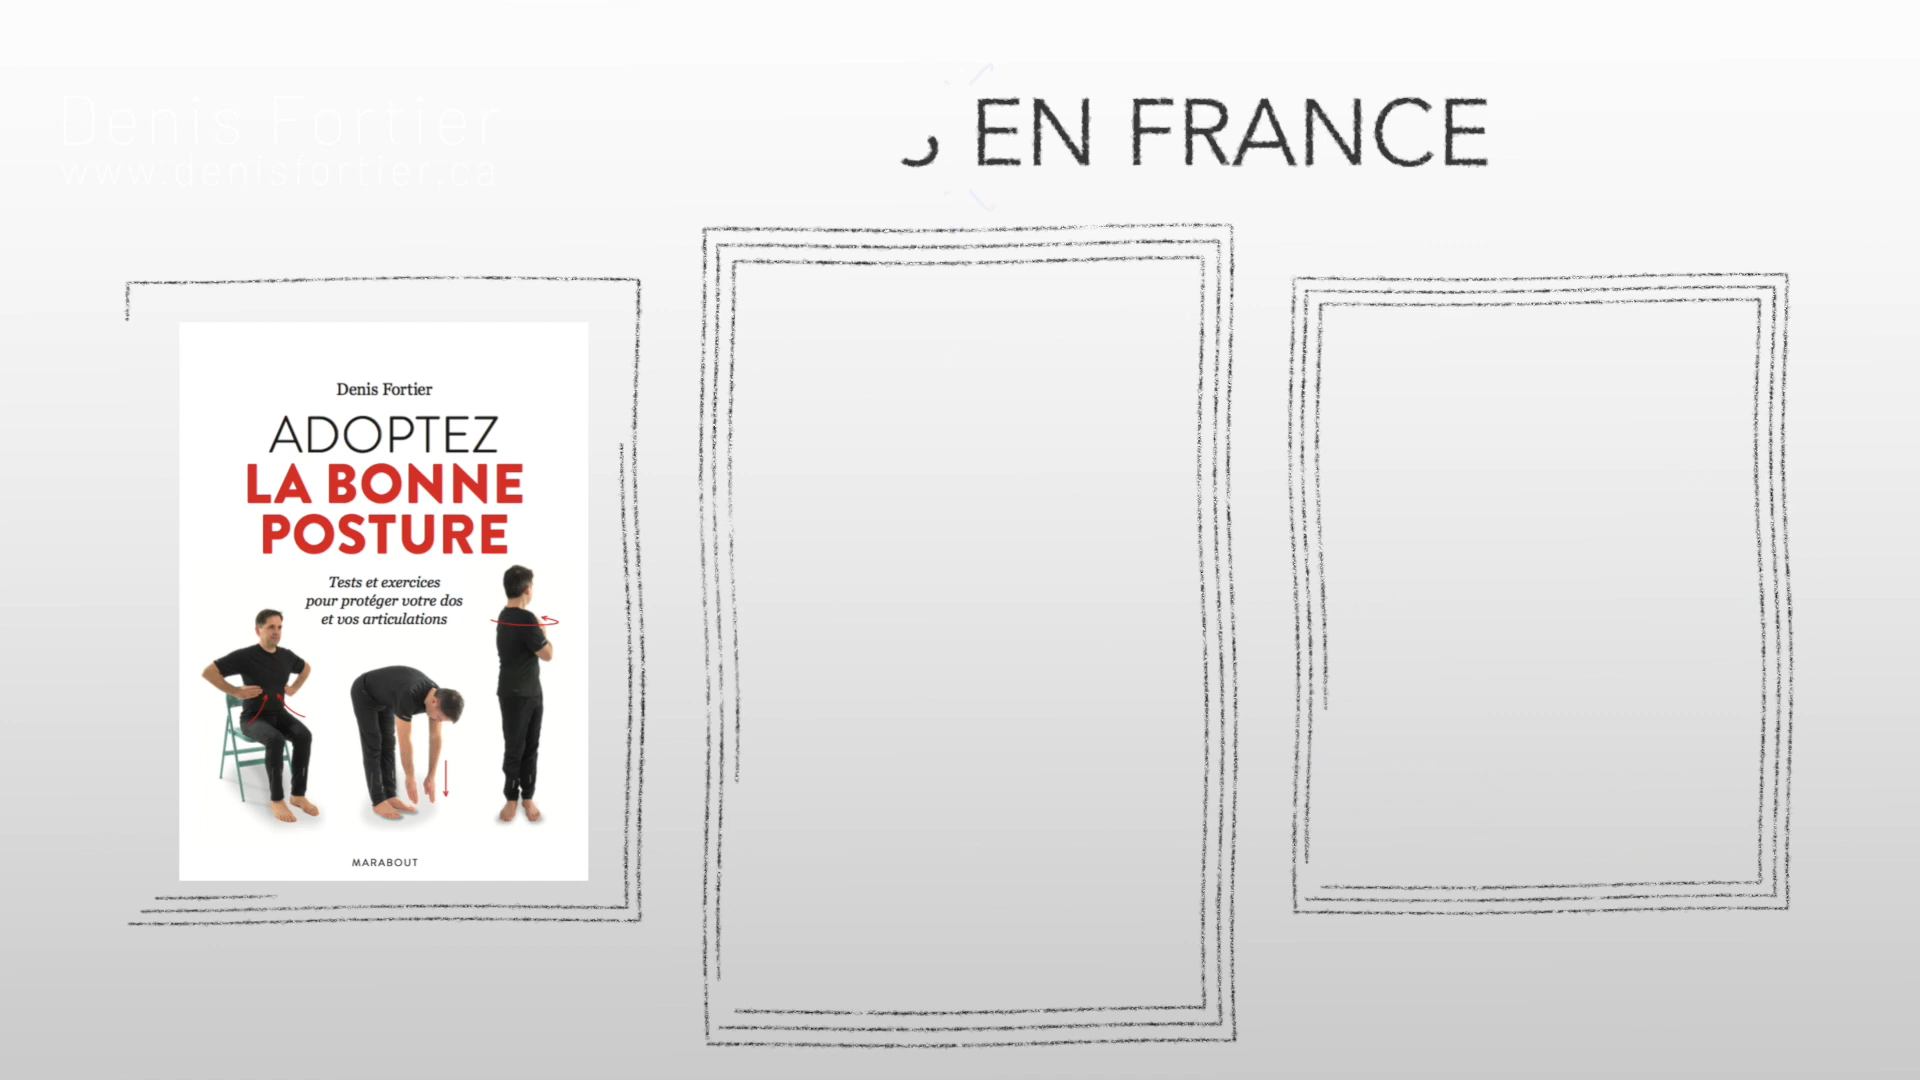 Denis Fortier
www.denisfortier.ca
EN FRANCE
Denis Fortier
ADOPTEZ
LA BONNE
POSTURE
Tests et exercices
pour protéger votre dos
et vos articulations
MARABOUT